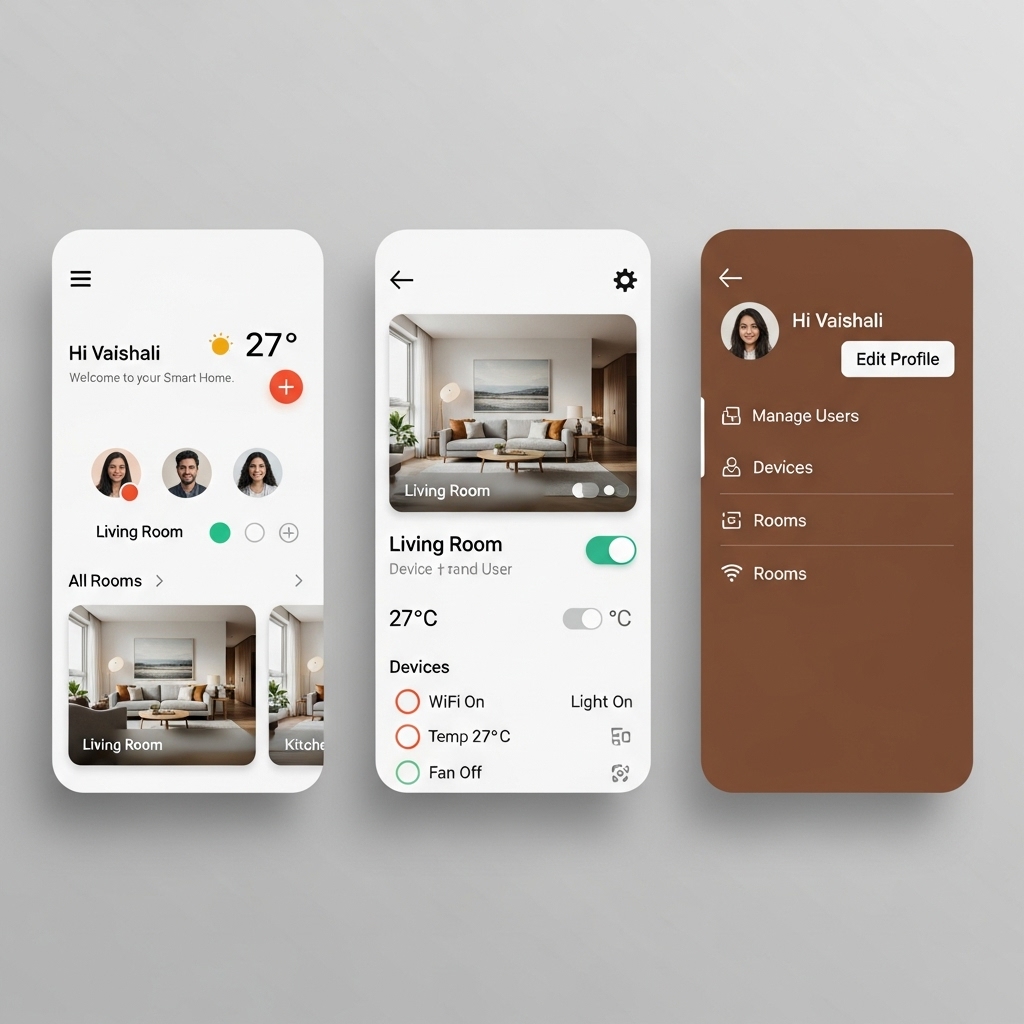 Hi Vaishali
27°
Welcome to your Smart Home.
Living Room
All Rooms
Living Room
Kitche
Living Room
Living Room
Device and User
27°C
°C
Devices
WiFi On
Light On
Temp 27°C
Fan Off
Hi Vaishali
Edit Profile
Manage Users
Devices
Rooms
Rooms